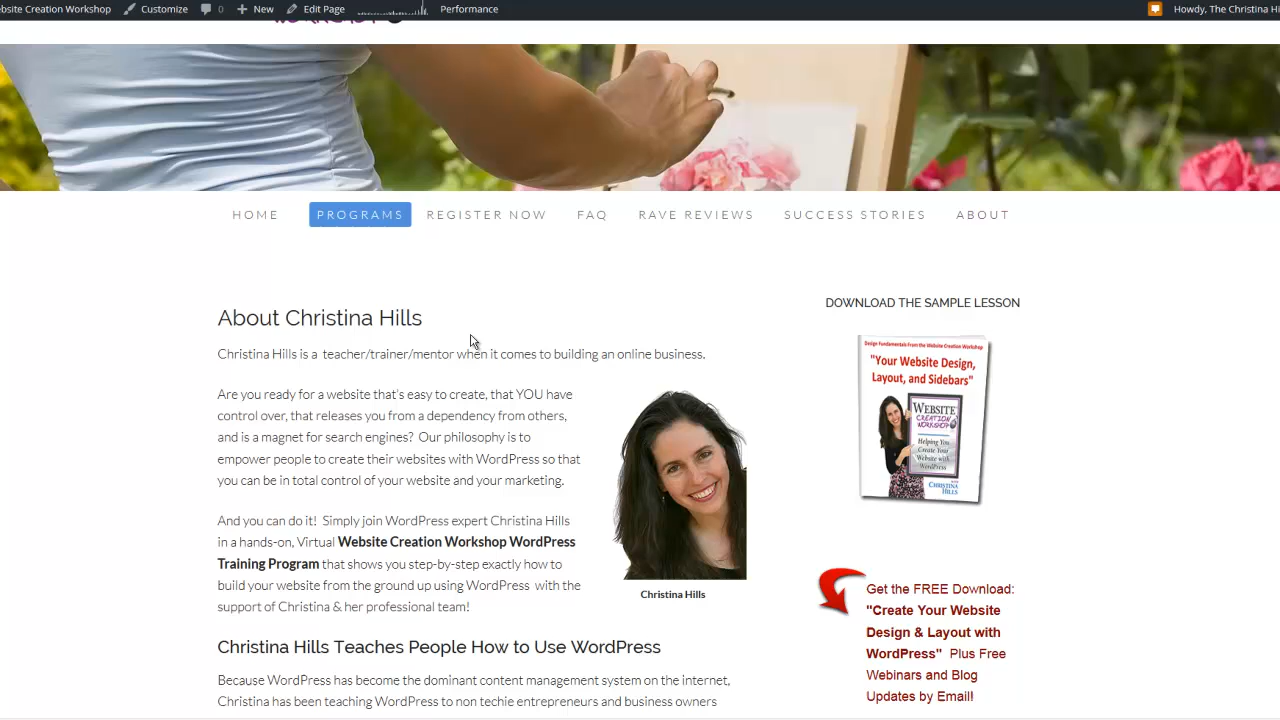 ebsite Creation Workshop Customize 0 New Edit Page Performance Howdy, The Christina Hi
HOME PROGRAMS REGISTER NOW FAQ RAVE REVIEWS SUCCESS STORIES ABOUT
About Christina Hills
Christina Hills is a teacher/trainer/mentor when it comes to building an online business.
Are you ready for a website that's easy to create, that YOU have
control over, that releases you from a dependency from others,
and is a magnet for search engines? Our philosophy is to
power people to create their websites with WordPress so that
you can be in total control of your website and your marketing.
And you can do it! Simply join WordPress expert Christina Hills
in a hands-on, Virtual Website Creation Workshop WordPress
Training Program that shows you step-by-step exactly how to
build your website from the ground up using WordPress with the
support of Christina & her professional team!
Christina Hills
Christina Hills Teaches People How to Use WordPress
Because WordPress has become the dominant content management system on the internet,
Christina has been teaching WordPress to non techie entrepreneurs and business owners
DOWNLOAD THE SAMPLE LESSON
Design Fundamentals From the Website Creation Workshop
"Your Website Design,
Layout, and Sidebars"
WEBSITE
CREATION
WORKSHOP
Helping You
Create Your
Website with
WordPress
CHRISTINA
HILLS
Get the FREE Download:
"Create Your Website
Design & Layout with
WordPress" Plus Free
Webinars and Blog
Updates by Email!